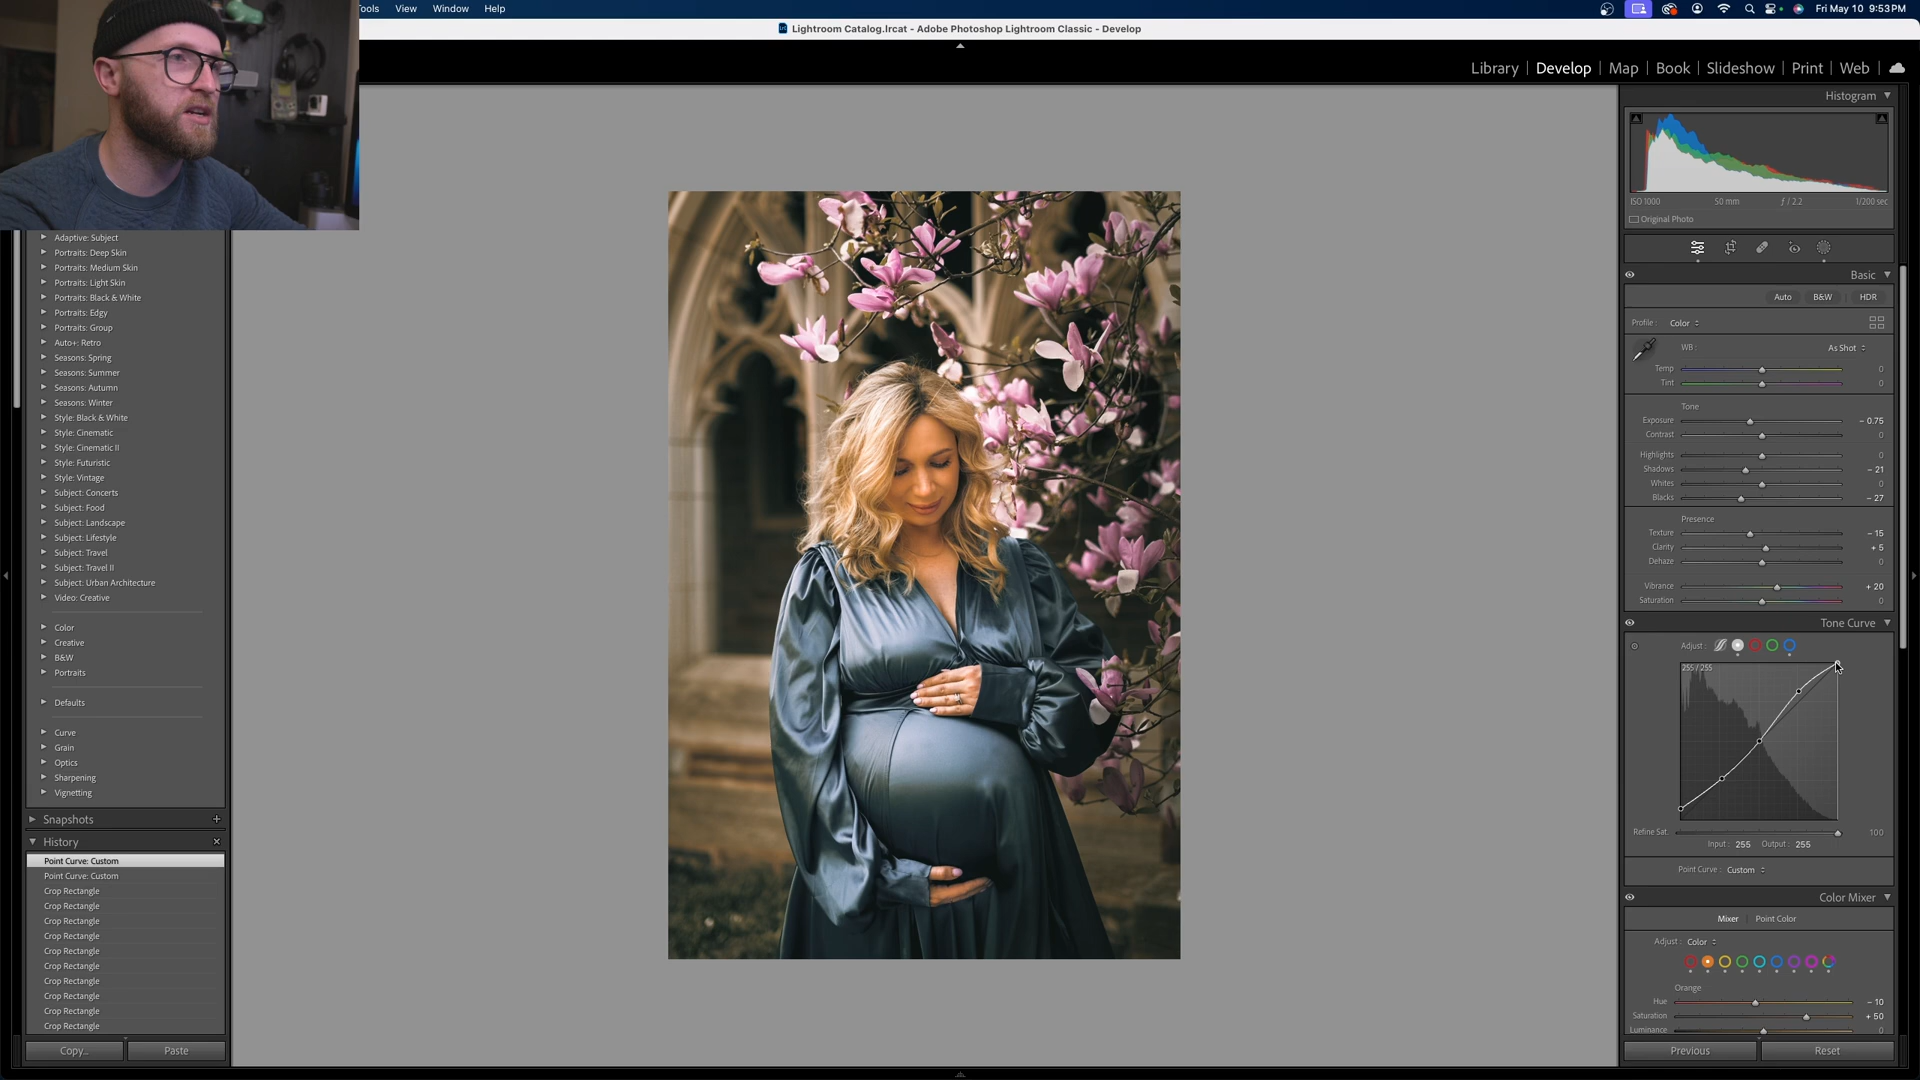 Tools View Window Help
Fri May 10 9:53 PM
Lightroom Catalog.lrcat - Adobe Photoshop Lightroom Classic - Develop
Library | Develop | Map | Book | Slideshow | Print | Web
Histogram
ISO 1000 50 mm ƒ / 2.2 1/200 sec
Original Photo
Basic
Auto B&W HDR
Profile : Color
WB : As Shot
Temp 0
Tint 0
Tone
Exposure - 0.75
Contrast 0
Highlights 0
Shadows - 21
Whites 0
Blacks - 27
Presence
Texture - 15
Clarity + 5
Dehaze 0
Vibrance + 20
Saturation 0
Tone Curve
Adjust :
255 / 255
Refine Sat. 100
Input : 255 Output : 255
Point Curve : Custom
Color Mixer
Mixer Point Color
Adjust : Color
Orange
Hue - 10
Saturation + 50
Luminance 0
Previous Reset
Adaptive: Subject
Portraits: Deep Skin
Portraits: Medium Skin
Portraits: Light Skin
Portraits: Black & White
Portraits: Edgy
Portraits: Group
Auto+: Retro
Seasons: Spring
Seasons: Summer
Seasons: Autumn
Seasons: Winter
Style: Black & White
Style: Cinematic
Style: Cinematic II
Style: Futuristic
Style: Vintage
Subject: Concerts
Subject: Food
Subject: Landscape
Subject: Lifestyle
Subject: Travel
Subject: Travel II
Subject: Urban Architecture
Video: Creative
Color
Creative
B&W
Portraits
Defaults
Curve
Grain
Optics
Sharpening
Vignetting
Snapshots +
History
Point Curve: Custom
Point Curve: Custom
Crop Rectangle
Crop Rectangle
Crop Rectangle
Crop Rectangle
Crop Rectangle
Crop Rectangle
Crop Rectangle
Crop Rectangle
Crop Rectangle
Crop Rectangle
Copy... Paste